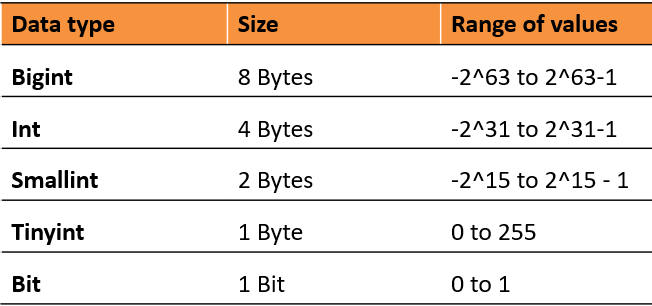 Data type Size Range of values
Bigint 8 Bytes -2^63 to 2^63-1
Int 4 Bytes -2^31 to 2^31-1
Smallint 2 Bytes -2^15 to 2^15 - 1
Tinyint 1 Byte 0 to 255
Bit 1 Bit 0 to 1